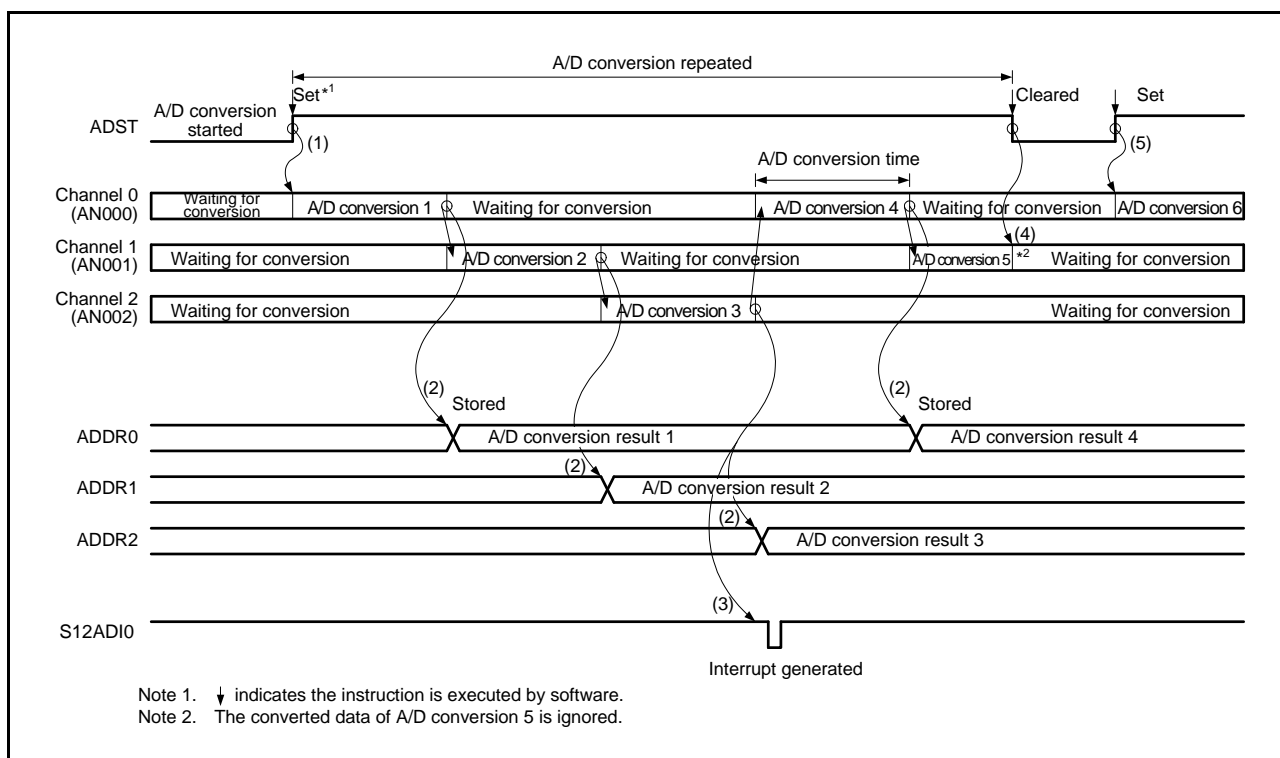 A/D conversion repeated
Set*1
Cleared
Set
A/D conversion
started
ADST
(1)
(5)
A/D conversion time
Channel 0
(AN000)
Waiting for
conversion
A/D conversion 1
Waiting for conversion
A/D conversion 4
Waiting for conversion
A/D conversion 6
(4)
Channel 1
(AN001)
Waiting for conversion
A/D conversion 2
Waiting for conversion
A/D conversion 5
*2
Waiting for conversion
Channel 2
(AN002)
Waiting for conversion
A/D conversion 3
Waiting for conversion
(2)
Stored
(2)
Stored
ADDR0
A/D conversion result 1
A/D conversion result 4
(2)
ADDR1
A/D conversion result 2
(2)
ADDR2
A/D conversion result 3
(3)
S12ADI0
Interrupt generated
Note 1. ↓ indicates the instruction is executed by software.
Note 2. The converted data of A/D conversion 5 is ignored.